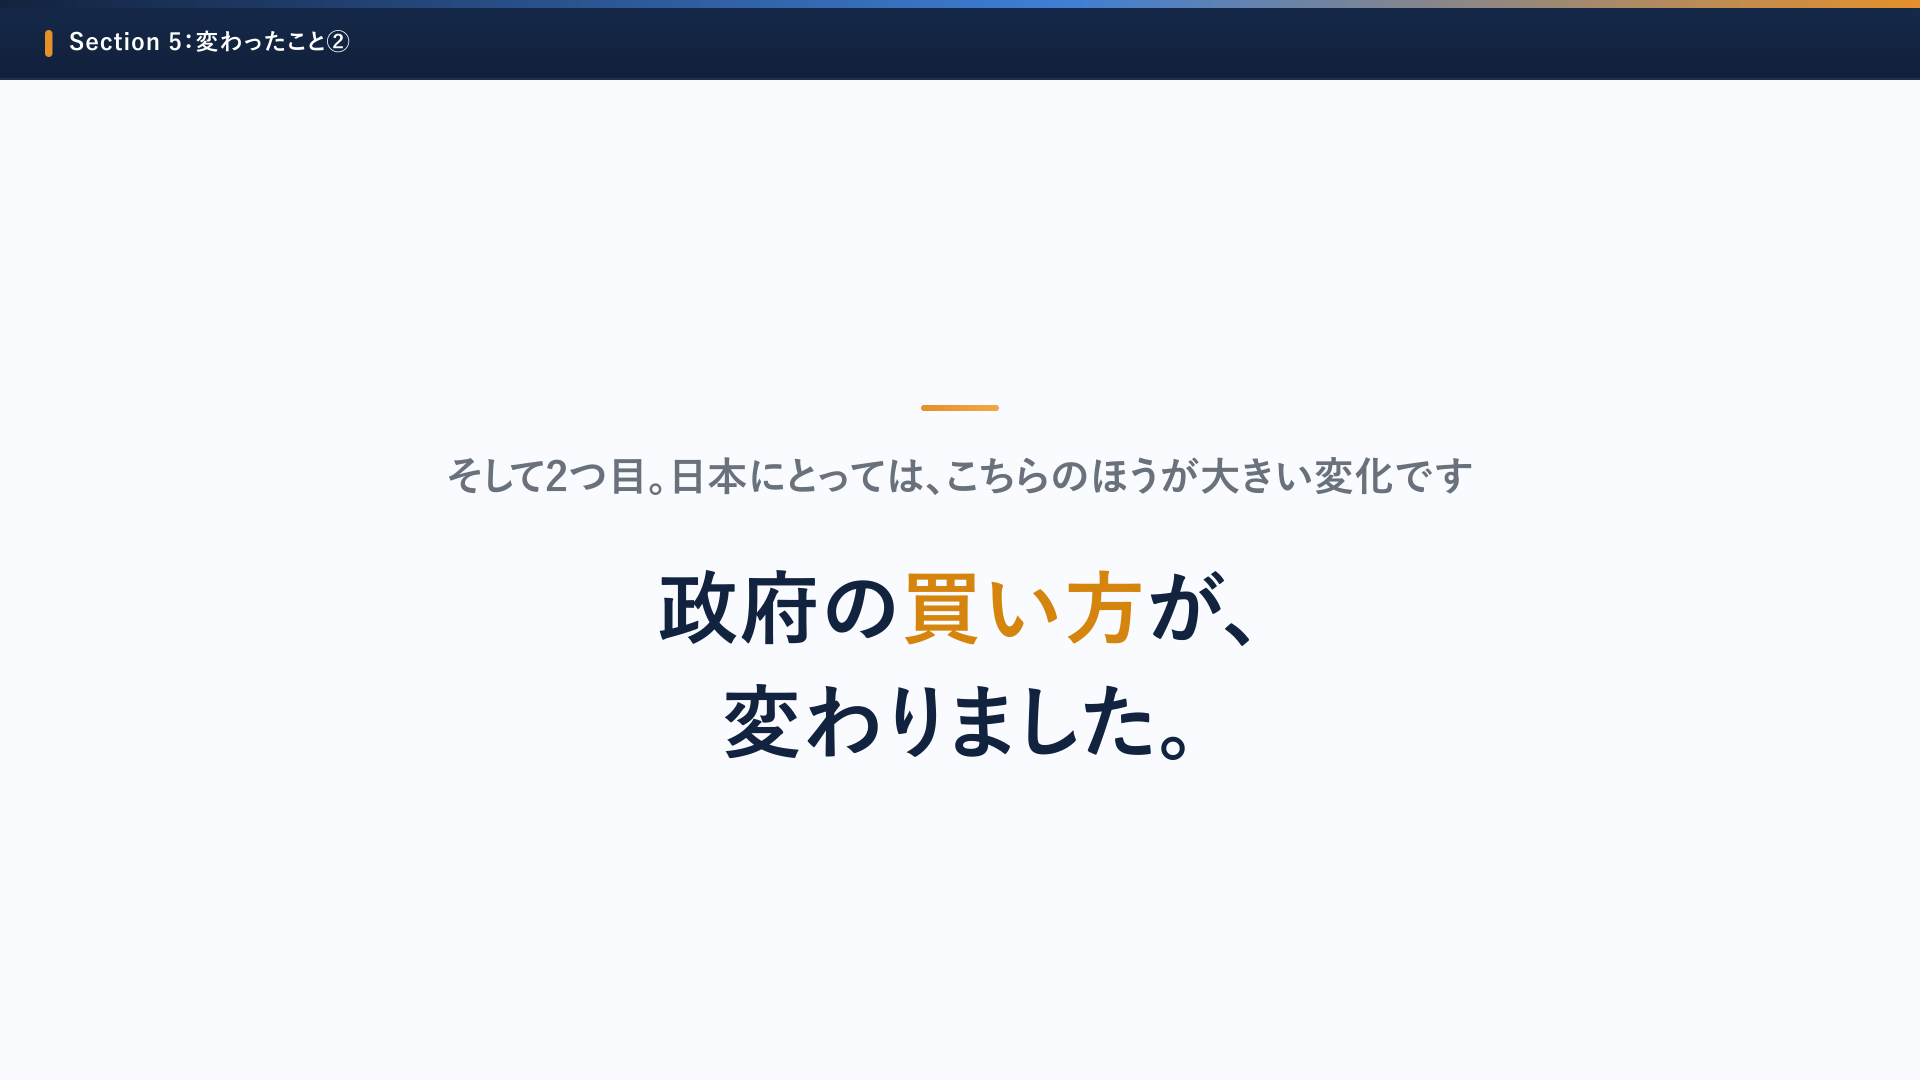 Section 5：変わったこと②
そして2つ目。日本にとっては、こちらのほうが大きい変化です
政府の買い方が、
変わりました。